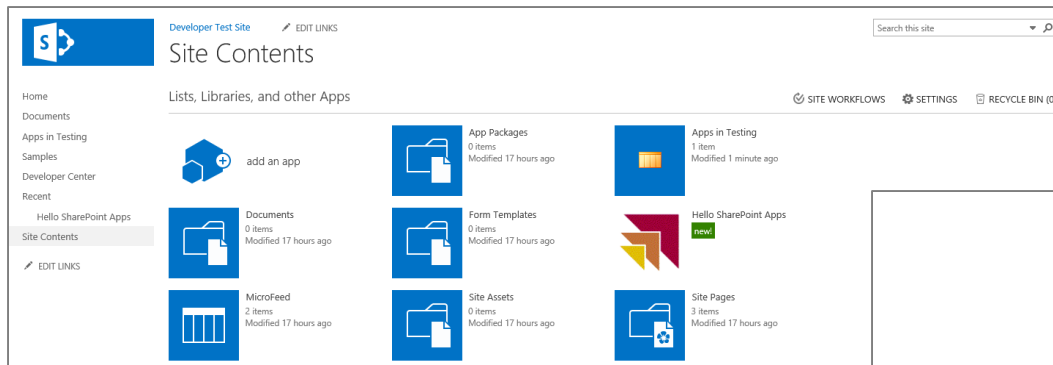 S
Developer Test Site
EDIT LINKS
Search this site
Site Contents
Home
Documents
Apps in Testing
Samples
Developer Center
Recent
Hello SharePoint Apps
Site Contents
EDIT LINKS
Lists, Libraries, and other Apps
SITE WORKFLOWS
SETTINGS
RECYCLE BIN (0
add an app
App Packages
0 items
Modified 17 hours ago
Apps in Testing
1 item
Modified 1 minute ago
Documents
0 items
Modified 17 hours ago
Form Templates
0 items
Modified 17 hours ago
Hello SharePoint Apps
new!
MicroFeed
2 items
Modified 17 hours ago
Site Assets
0 items
Modified 17 hours ago
Site Pages
3 items
Modified 17 hours ago